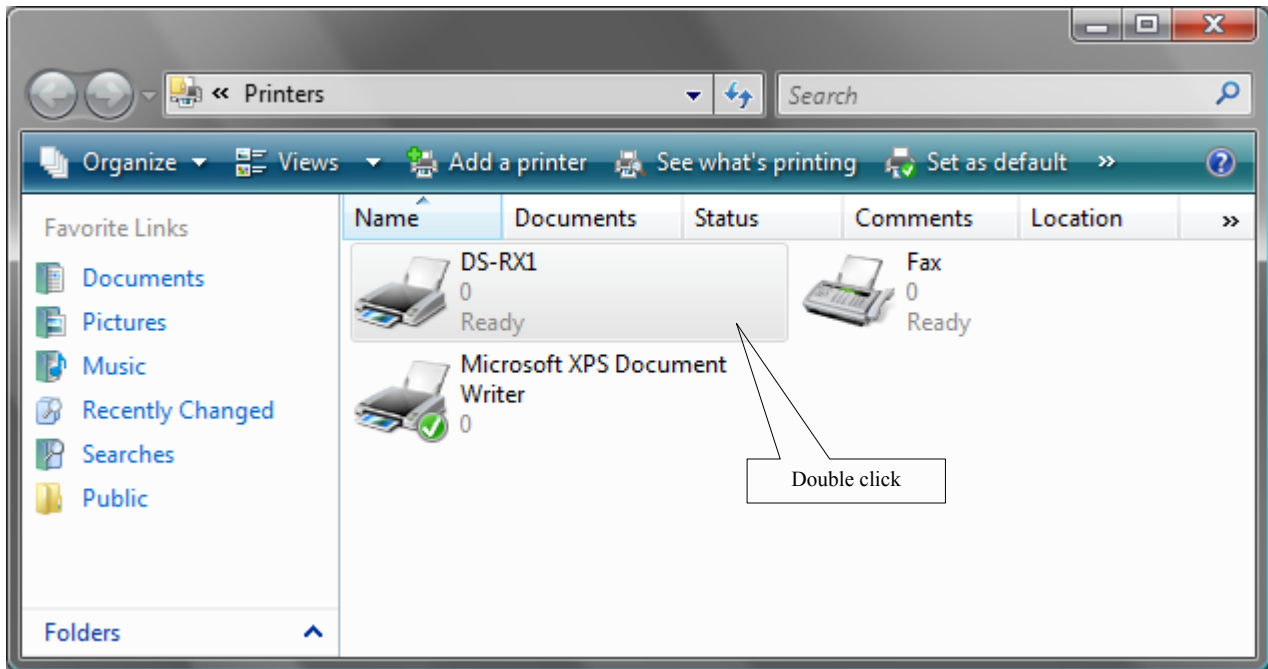 « Printers
Search
Organize Views Add a printer See what's printing Set as default »
Favorite Links
Documents
Pictures
Music
Recently Changed
Searches
Public
Folders
Name Documents Status Comments Location »
DS-RX1
0
Ready
Fax
0
Ready
Microsoft XPS Document
Writer
0
Double click